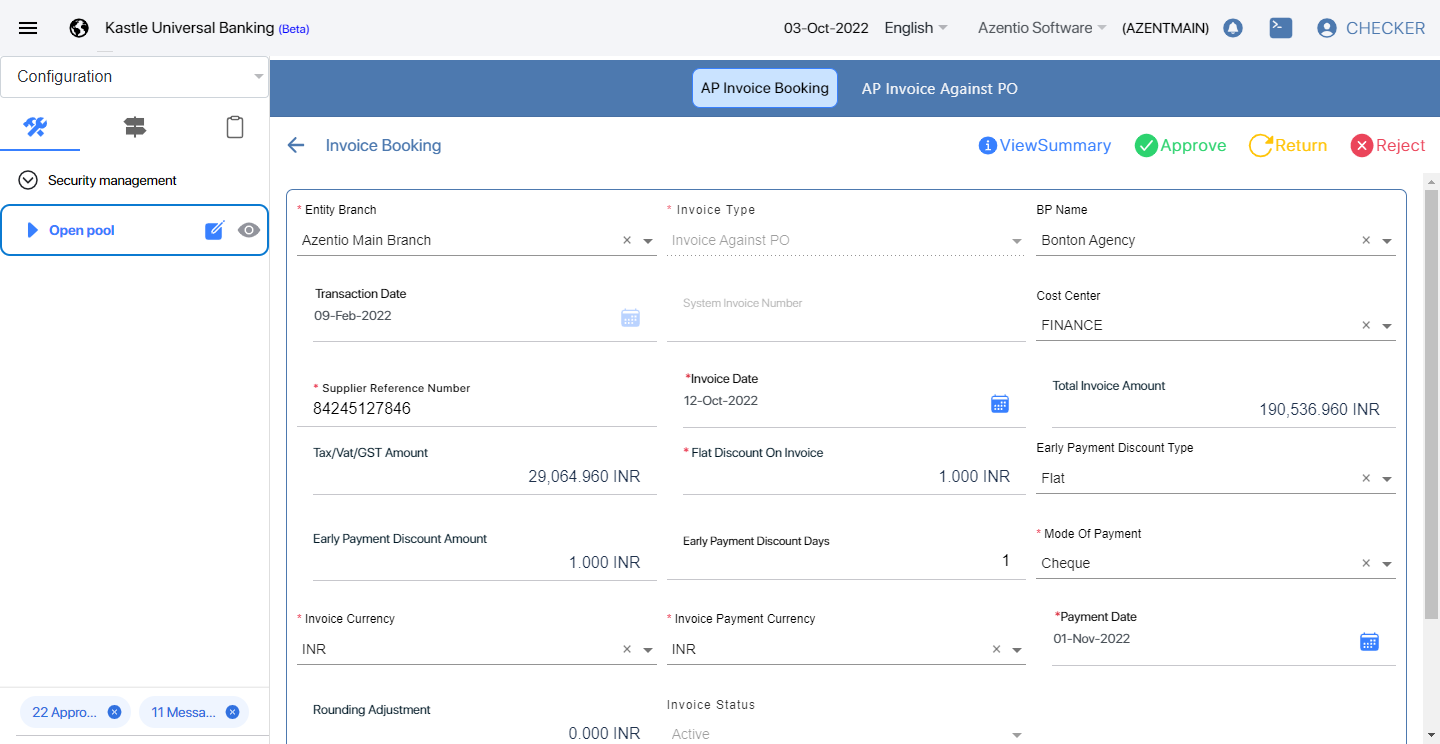 Kastle Universal Banking (Beta)
03-Oct-2022
English
Azentio Software
(AZENTMAIN)
CHECKER
Configuration
Security management
Open pool
22 Appro...
11 Messa...
AP Invoice Booking
AP Invoice Against PO
Invoice Booking
ViewSummary
Approve
Return
Reject
* Entity Branch
Azentio Main Branch
* Invoice Type
Invoice Against PO
BP Name
Bonton Agency
Transaction Date
09-Feb-2022
System Invoice Number
Cost Center
FINANCE
* Supplier Reference Number
84245127846
*Invoice Date
12-Oct-2022
Total Invoice Amount
190,536.960 INR
Tax/Vat/GST Amount
29,064.960 INR
* Flat Discount On Invoice
1.000 INR
Early Payment Discount Type
Flat
Early Payment Discount Amount
1.000 INR
Early Payment Discount Days
1
* Mode Of Payment
Cheque
* Invoice Currency
INR
* Invoice Payment Currency
INR
*Payment Date
01-Nov-2022
Rounding Adjustment
0.000 INR
Invoice Status
Active